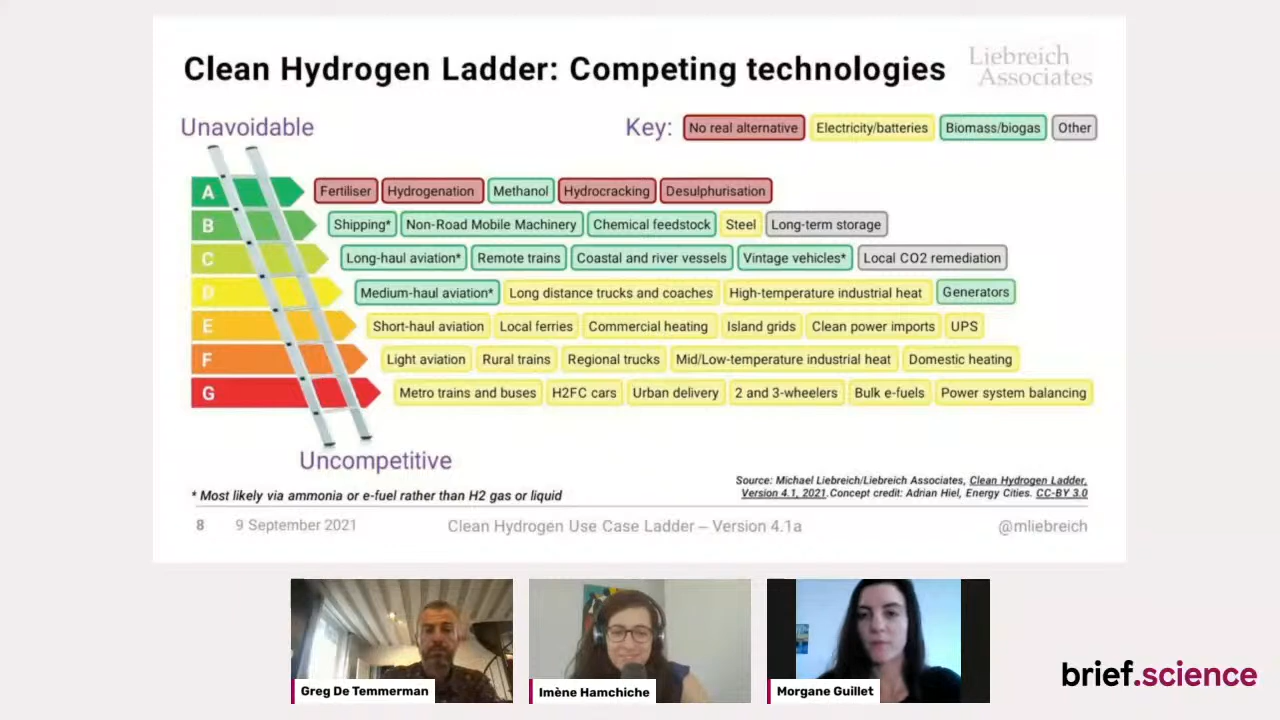 Clean Hydrogen Ladder: Competing technologies
Liebreich
Associates
Unavoidable
Key: No real alternative Electricity/batteries Biomass/biogas Other
A Fertiliser Hydrogenation Methanol Hydrocracking Desulphurisation
B Shipping* Non-Road Mobile Machinery Chemical feedstock Steel Long-term storage
C Long-haul aviation* Remote trains Coastal and river vessels Vintage vehicles* Local CO2 remediation
D Medium-haul aviation* Long distance trucks and coaches High-temperature industrial heat Generators
E Short-haul aviation Local ferries Commercial heating Island grids Clean power imports UPS
F Light aviation Rural trains Regional trucks Mid/Low-temperature industrial heat Domestic heating
G Metro trains and buses H2FC cars Urban delivery 2 and 3-wheelers Bulk e-fuels Power system balancing
Uncompetitive
* Most likely via ammonia or e-fuel rather than H2 gas or liquid
Source: Michael Liebreich/Liebreich Associates, Clean Hydrogen Ladder,
Version 4.1, 2021.Concept credit: Adrian Hiel, Energy Cities. CC-BY 3.0
8 9 September 2021 Clean Hydrogen Use Case Ladder – Version 4.1a @mliebreich
Greg De Temmerman
Imène Hamchiche
Morgane Guillet
brief.science